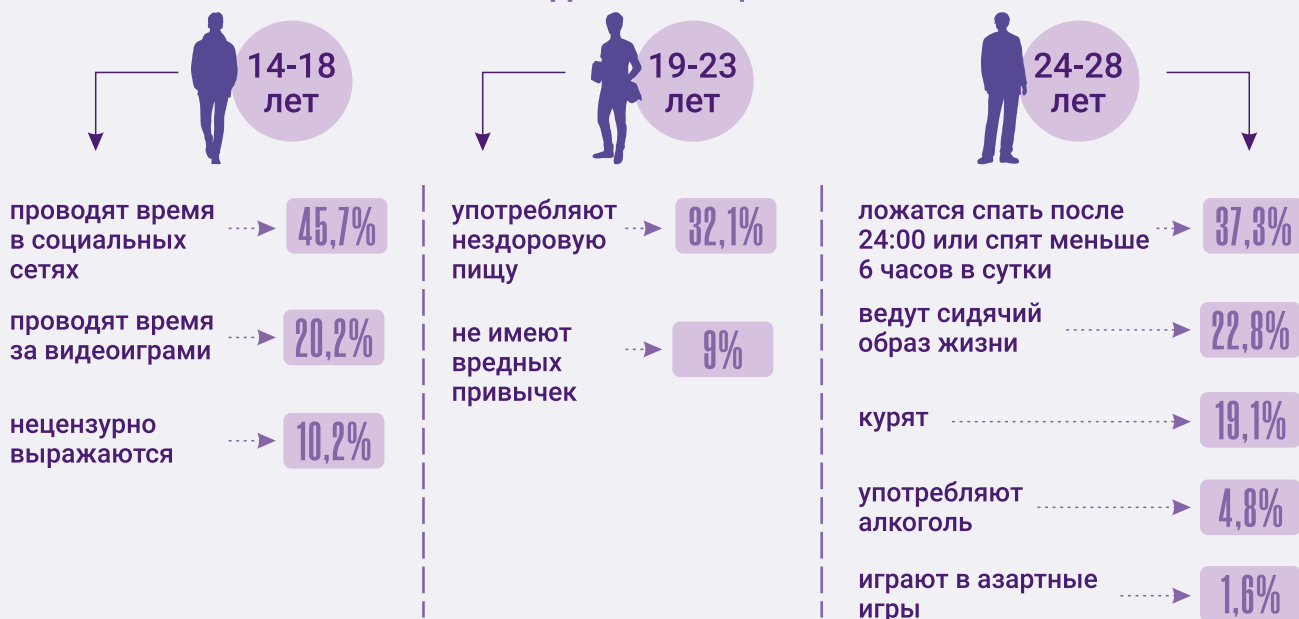 14-18
лет
проводят время
в социальных
сетях
45,7%
проводят время
за видеоиграми
20,2%
нецензурно
выражаются
10,2%
19-23
лет
употребляют
нездоровую
пищу
32,1%
не имеют
вредных
привычек
9%
24-28
лет
ложатся спать после
24:00 или спят меньше
6 часов в сутки
37,3%
ведут сидячий
образ жизни
22,8%
курят
19,1%
употребляют
алкоголь
4,8%
играют в азартные
игры
1,6%